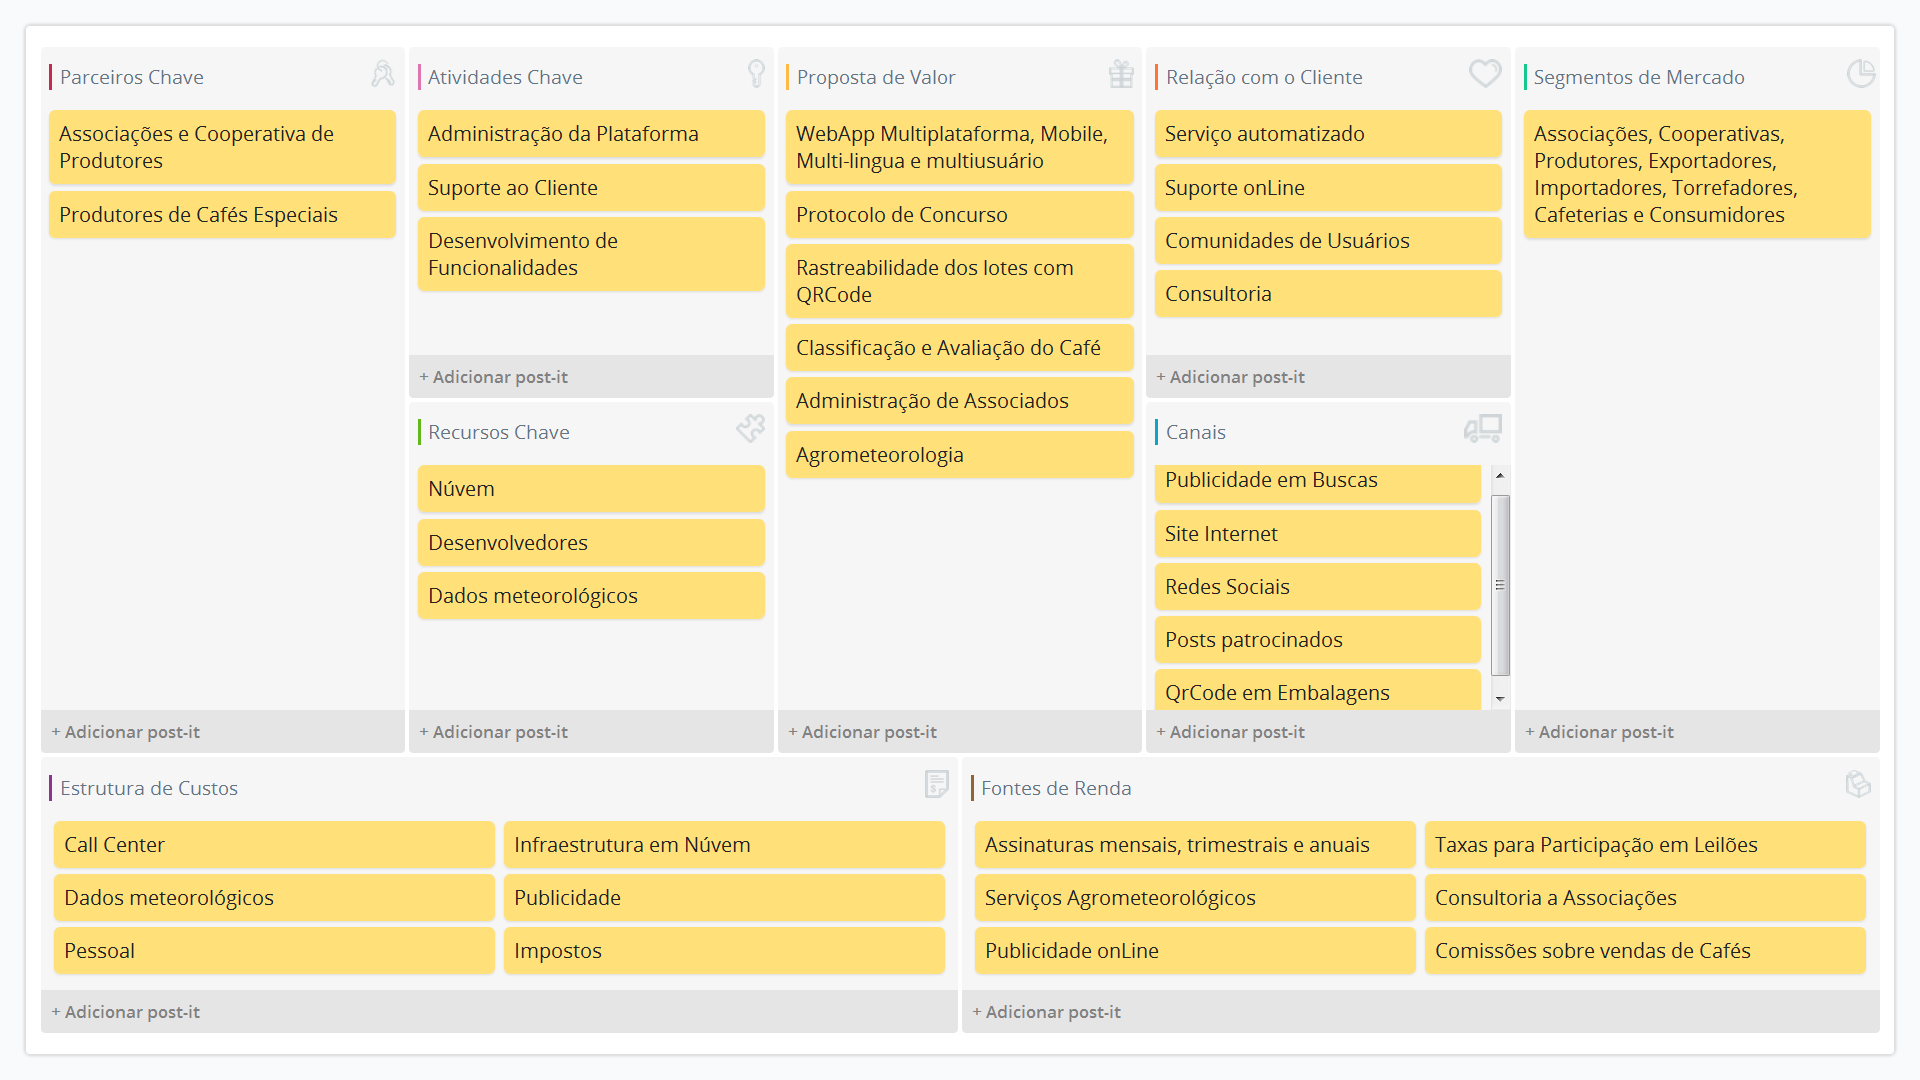 Parceiros Chave
Associações e Cooperativa de
Produtores
Produtores de Cafés Especiais
+ Adicionar post-it
Atividades Chave
Administração da Plataforma
Suporte ao Cliente
Desenvolvimento de
Funcionalidades
+ Adicionar post-it
Recursos Chave
Núvem
Desenvolvedores
Dados meteorológicos
+ Adicionar post-it
Proposta de Valor
WebApp Multiplataforma, Mobile,
Multi-lingua e multiusuário
Protocolo de Concurso
Rastreabilidade dos lotes com
QRCode
Classificação e Avaliação do Café
Administração de Associados
Agrometeorologia
+ Adicionar post-it
Relação com o Cliente
Serviço automatizado
Suporte onLine
Comunidades de Usuários
Consultoria
+ Adicionar post-it
Canais
Publicidade em Buscas
Site Internet
Redes Sociais
Posts patrocinados
QrCode em Embalagens
+ Adicionar post-it
Segmentos de Mercado
Associações, Cooperativas,
Produtores, Exportadores,
Importadores, Torrefadores,
Cafeterias e Consumidores
+ Adicionar post-it
Estrutura de Custos
Call Center
Infraestrutura em Núvem
Dados meteorológicos
Publicidade
Pessoal
Impostos
+ Adicionar post-it
Fontes de Renda
Assinaturas mensais, trimestrais e anuais
Taxas para Participação em Leilões
Serviços Agrometeorológicos
Consultoria a Associações
Publicidade onLine
Comissões sobre vendas de Cafés
+ Adicionar post-it